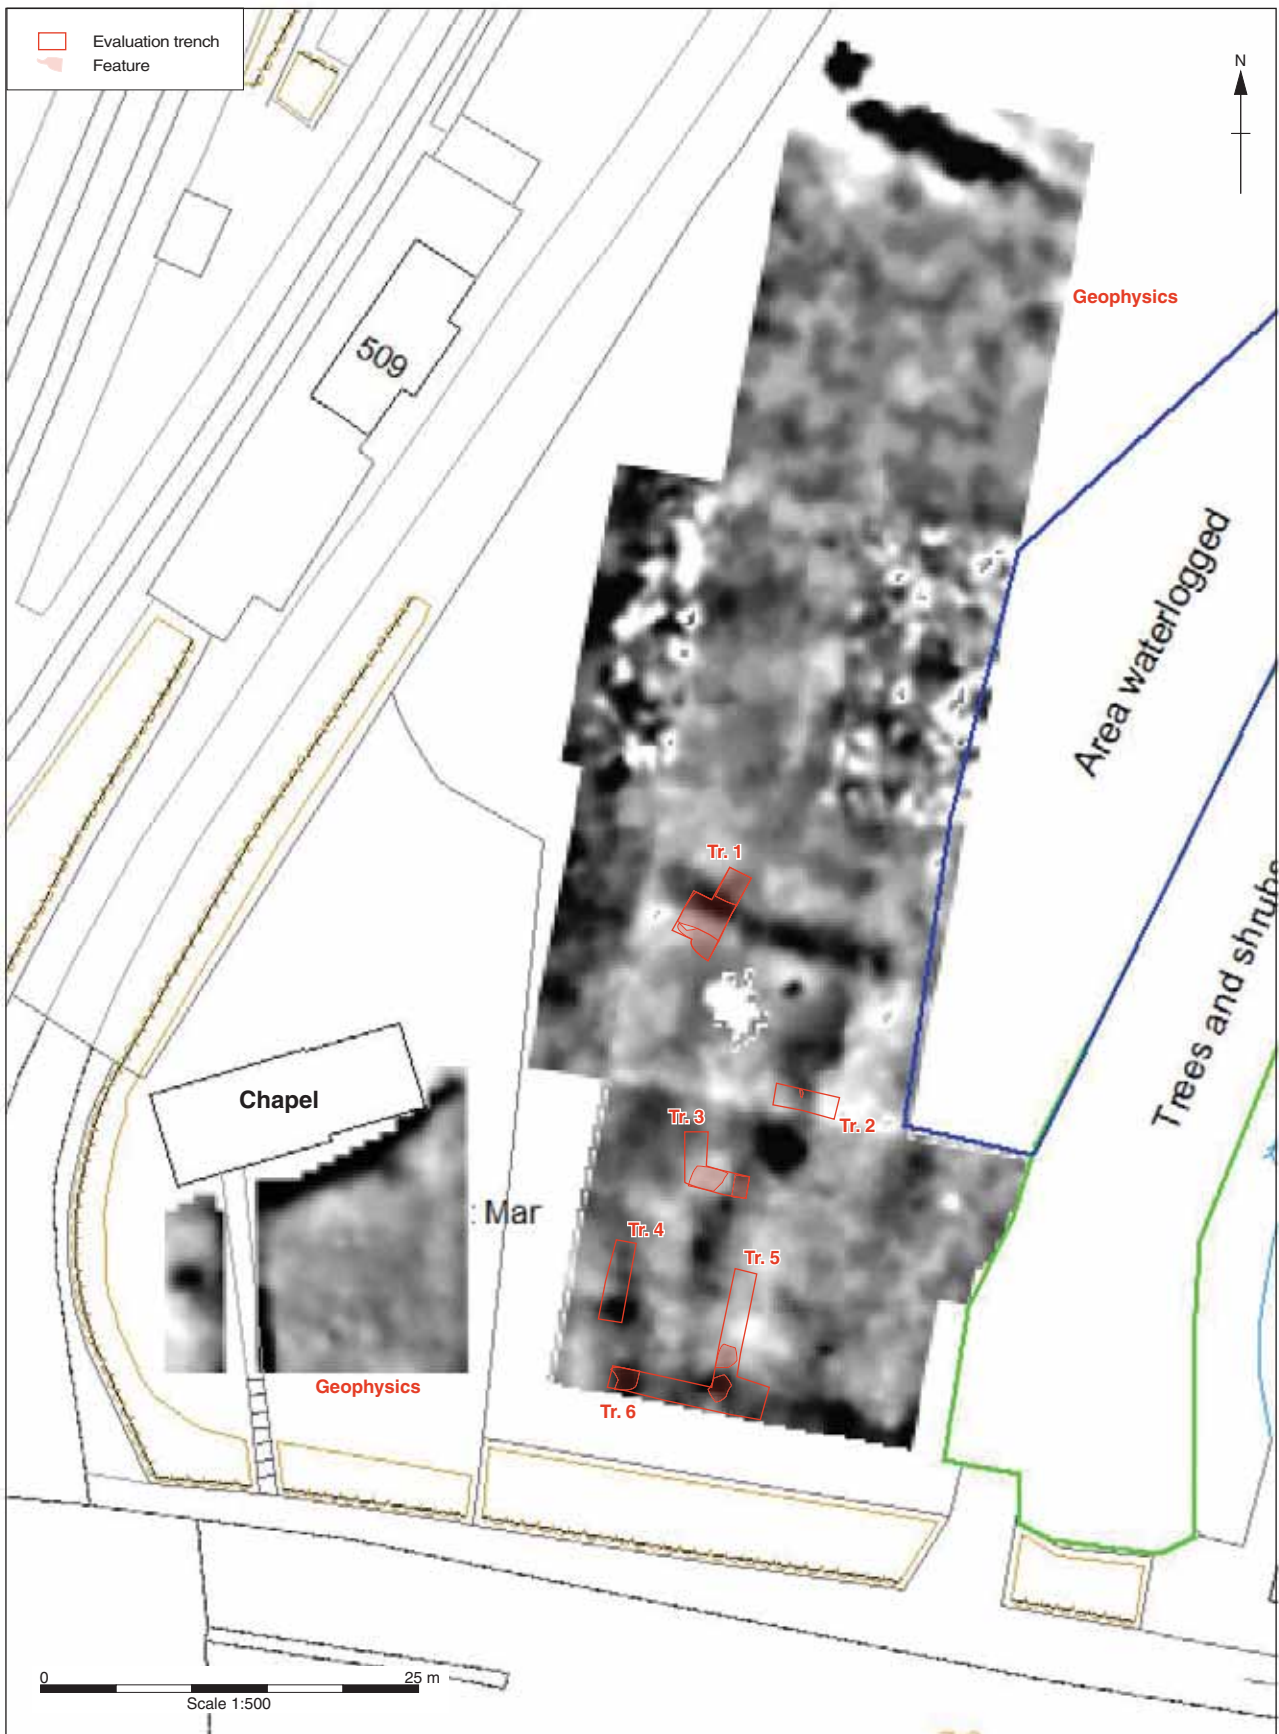 Evaluation trench
Feature
N
Geophysics
509
Area waterlogged
Tr. 1
Trees and shrubs
Chapel
Tr. 2
Tr. 3
: Mar
Tr. 4
Tr. 5
Geophysics
Tr. 6
0 25 m
Scale 1:500